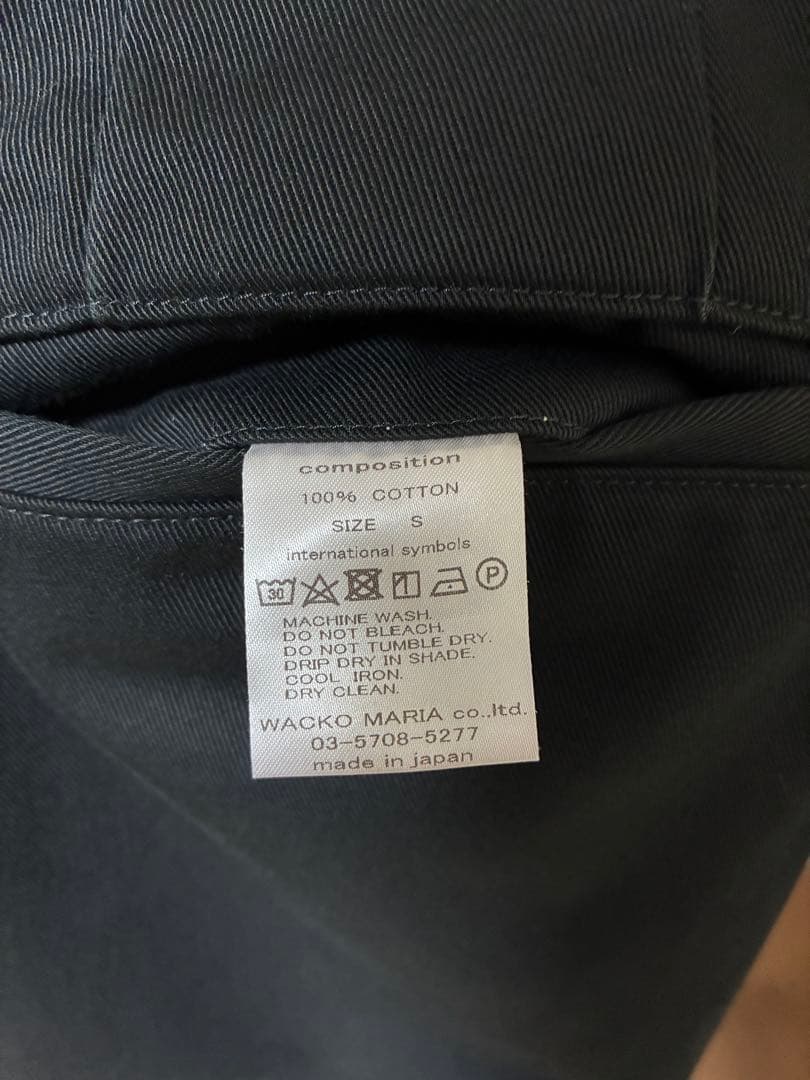 composition
100% COTTON
SIZE S
international symbols
30 P
MACHINE WASH.
DO NOT BLEACH.
DO NOT TUMBLE DRY.
DRIP DRY IN SHADE.
COOL IRON.
DRY CLEAN.
WACKO MARIA co.,ltd.
03-5708-5277
made in japan